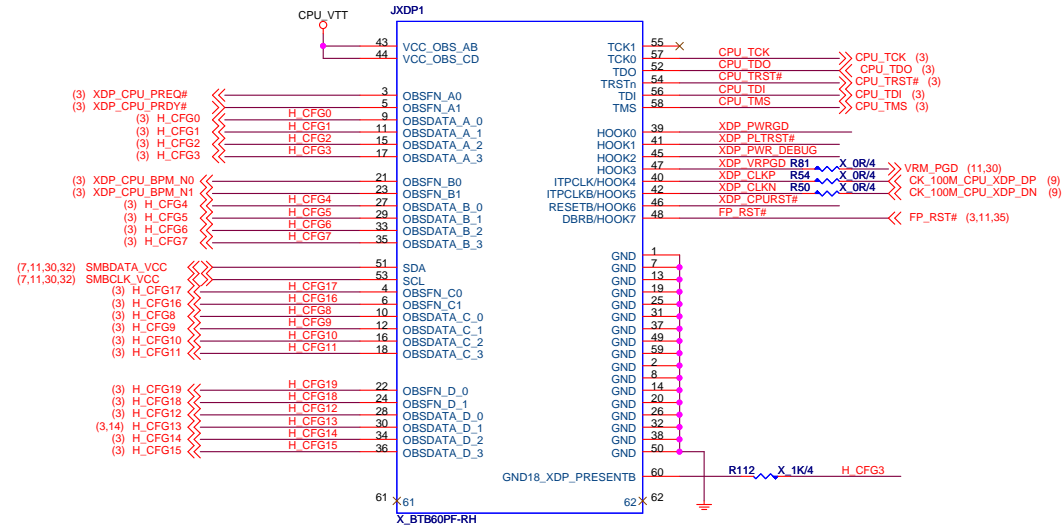 JXDP1
CPU_VTT
43 VCC_OBS_AB
44 VCC_OBS_CD
(3) XDP_CPU_PREQ# 3 OBSFN_A0
(3) XDP_CPU_PRDY# 5 OBSFN_A1
(3) H_CFG0 H_CFG0 9 OBSDATA_A_0
(3) H_CFG1 H_CFG1 11 OBSDATA_A_1
(3) H_CFG2 H_CFG2 15 OBSDATA_A_2
(3) H_CFG3 H_CFG3 17 OBSDATA_A_3
(3) XDP_CPU_BPM_N0 21 OBSFN_B0
(3) XDP_CPU_BPM_N1 23 OBSFN_B1
(3) H_CFG4 H_CFG4 27 OBSDATA_B_0
(3) H_CFG5 H_CFG5 29 OBSDATA_B_1
(3) H_CFG6 H_CFG6 33 OBSDATA_B_2
(3) H_CFG7 H_CFG7 35 OBSDATA_B_3
(7,11,30,32) SMBDATA_VCC 51 SDA
(7,11,30,32) SMBCLK_VCC 53 SCL
(3) H_CFG17 H_CFG17 4 OBSFN_C0
(3) H_CFG16 H_CFG16 6 OBSFN_C1
(3) H_CFG8 H_CFG8 10 OBSDATA_C_0
(3) H_CFG9 H_CFG9 12 OBSDATA_C_1
(3) H_CFG10 H_CFG10 16 OBSDATA_C_2
(3) H_CFG11 H_CFG11 18 OBSDATA_C_3
(3) H_CFG19 H_CFG19 22 OBSFN_D_0
(3) H_CFG18 H_CFG18 24 OBSFN_D_1
(3) H_CFG12 H_CFG12 28 OBSDATA_D_0
(3,14) H_CFG13 H_CFG13 30 OBSDATA_D_1
(3) H_CFG14 H_CFG14 34 OBSDATA_D_2
(3) H_CFG15 H_CFG15 36 OBSDATA_D_3
61 61
TCK1 55
TCK0 57 CPU_TCK CPU_TCK (3)
TDO 52 CPU_TDO CPU_TDO (3)
TRSTn 54 CPU_TRST# CPU_TRST# (3)
TDI 56 CPU_TDI CPU_TDI (3)
TMS 58 CPU_TMS CPU_TMS (3)
HOOK0 39 XDP_PWRGD
HOOK1 41 XDP_PLTRST#
HOOK2 45 XDP_PWR_DEBUG
HOOK3 47 XDP_VRPGD R81 X_0R/4 VRM_PGD (11,30)
ITPCLK/HOOK4 40 XDP_CLKP R54 X_0R/4 CK_100M_CPU_XDP_DP (9)
ITPCLKB/HOOK5 42 XDP_CLKN R50 X_0R/4 CK_100M_CPU_XDP_DN (9)
RESETB/HOOK6 46 XDP_CPURST#
DBRB/HOOK7 48 FP_RST# FP_RST# (3,11,35)
GND 1
GND 7
GND 13
GND 19
GND 25
GND 31
GND 37
GND 49
GND 59
GND 2
GND 8
GND 14
GND 20
GND 26
GND 32
GND 38
GND 50
GND18_XDP_PRESENTB 60 R112 X_1K/4 H_CFG3
62 62
X_BTB60PF-RH